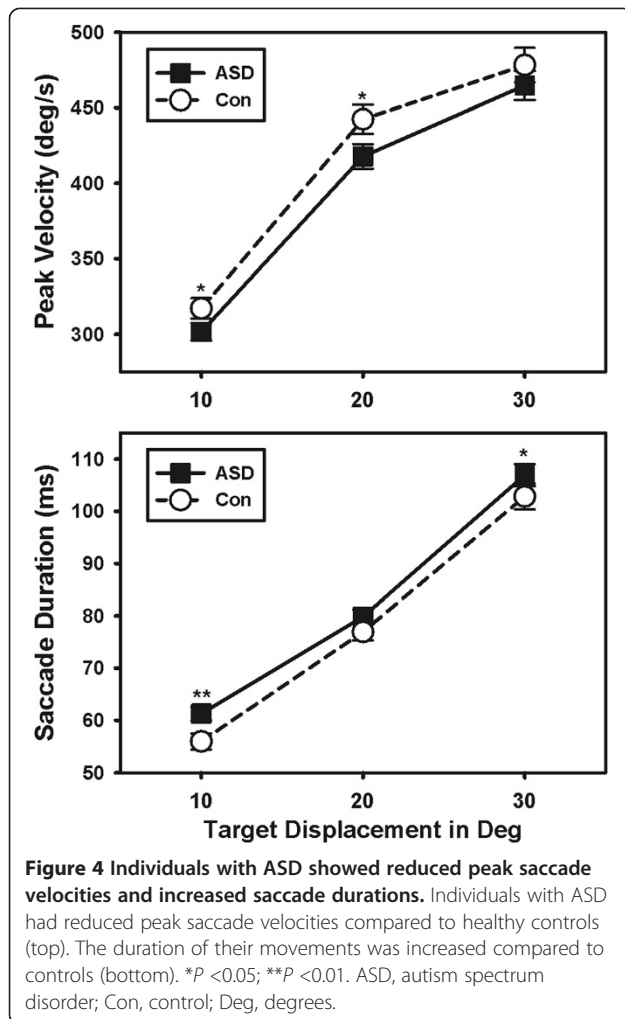 Peak Velocity (deg/s)
ASD
Con
450
400
350
300
*
*
10 20 30
Saccade Duration (ms)
ASD
Con
110
100
90
80
70
60
50
**
*
10 20 30
Target Displacement in Deg
Figure 4 Individuals with ASD showed reduced peak saccade
velocities and increased saccade durations. Individuals with ASD
had reduced peak saccade velocities compared to healthy controls
(top). The duration of their movements was increased compared to
controls (bottom). *P <0.05; **P <0.01. ASD, autism spectrum
disorder; Con, control; Deg, degrees.